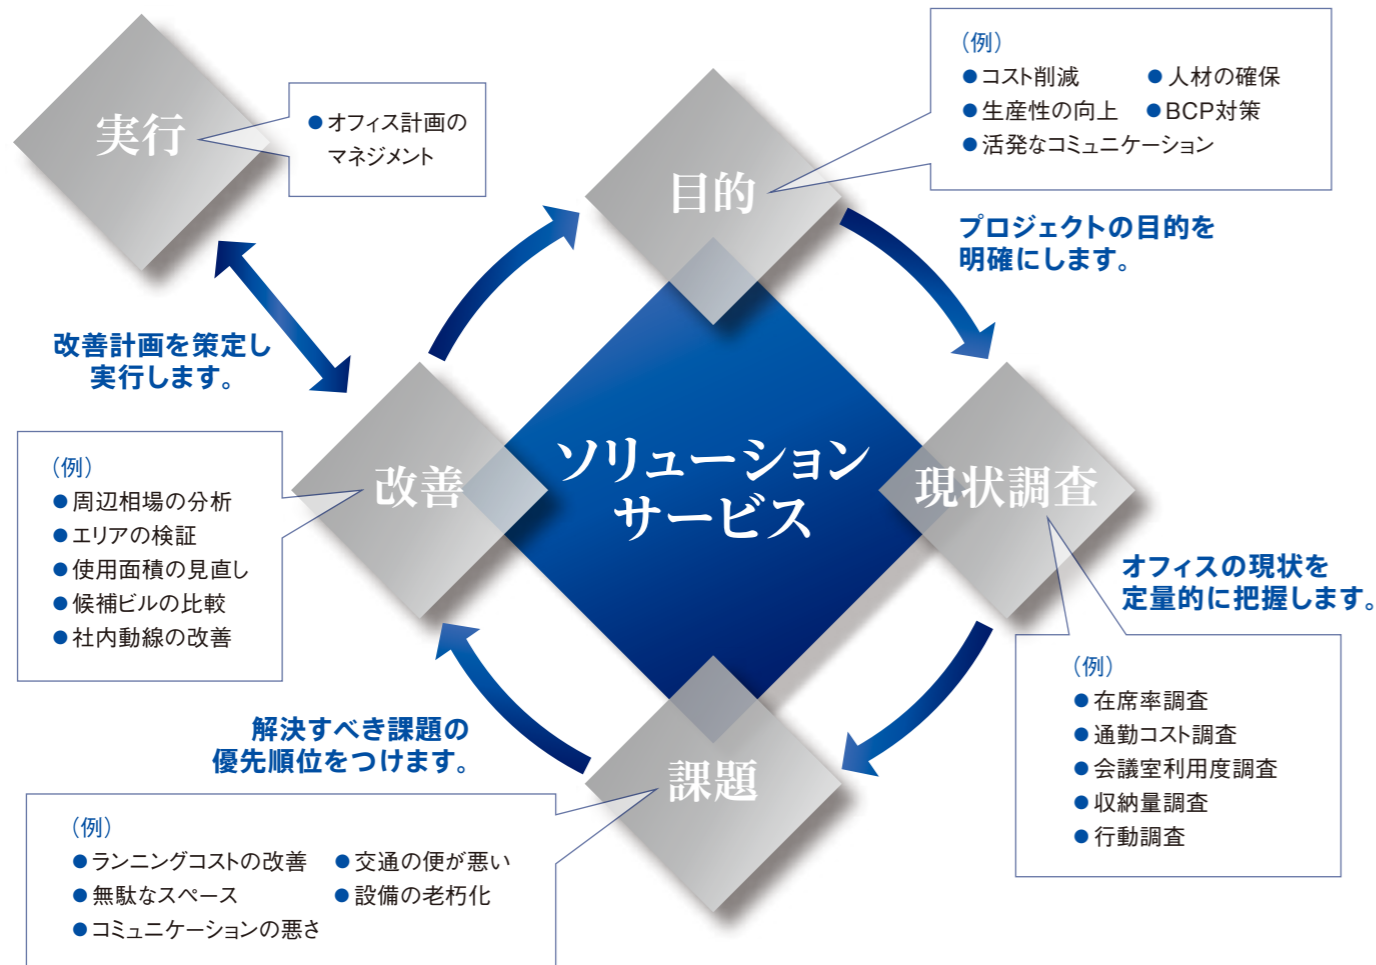 実行
●オフィス計画の
マネジメント
目的
（例）
●コスト削減 ●人材の確保
●生産性の向上 ●BCP対策
●活発なコミュニケーション
プロジェクトの目的を
明確にします。
改善計画を策定し
実行します。
ソリューション
サービス
改善
（例）
●周辺相場の分析
●エリアの検証
●使用面積の見直し
●候補ビルの比較
●社内動線の改善
現状調査
オフィスの現状を
定量的に把握します。
（例）
●在席率調査
●通勤コスト調査
●会議室利用度調査
●収納量調査
●行動調査
解決すべき課題の
優先順位をつけます。
課題
（例）
●ランニングコストの改善 ●交通の便が悪い
●無駄なスペース ●設備の老朽化
●コミュニケーションの悪さ